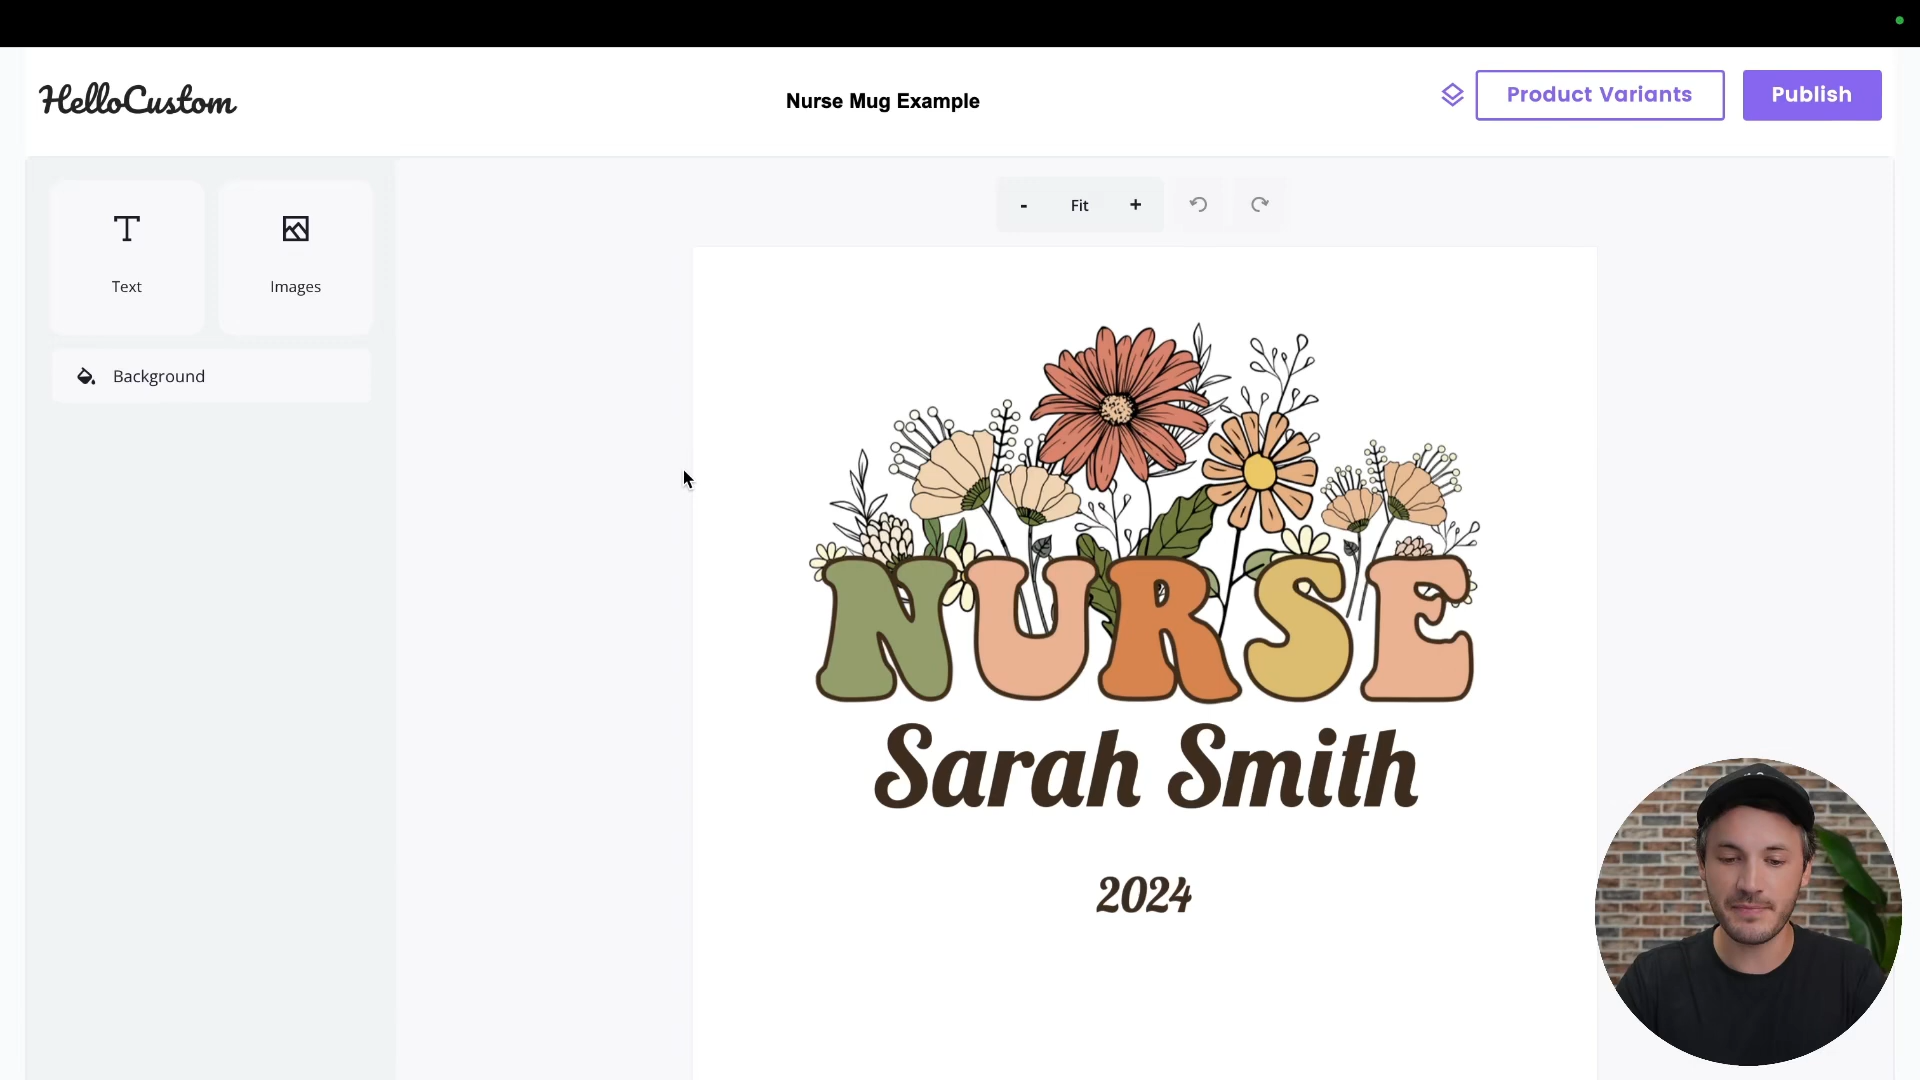 HelloCustom
Nurse Mug Example
Product Variants
Publish
Text
Images
Background
- Fit +
NURSE
Sarah Smith
2024